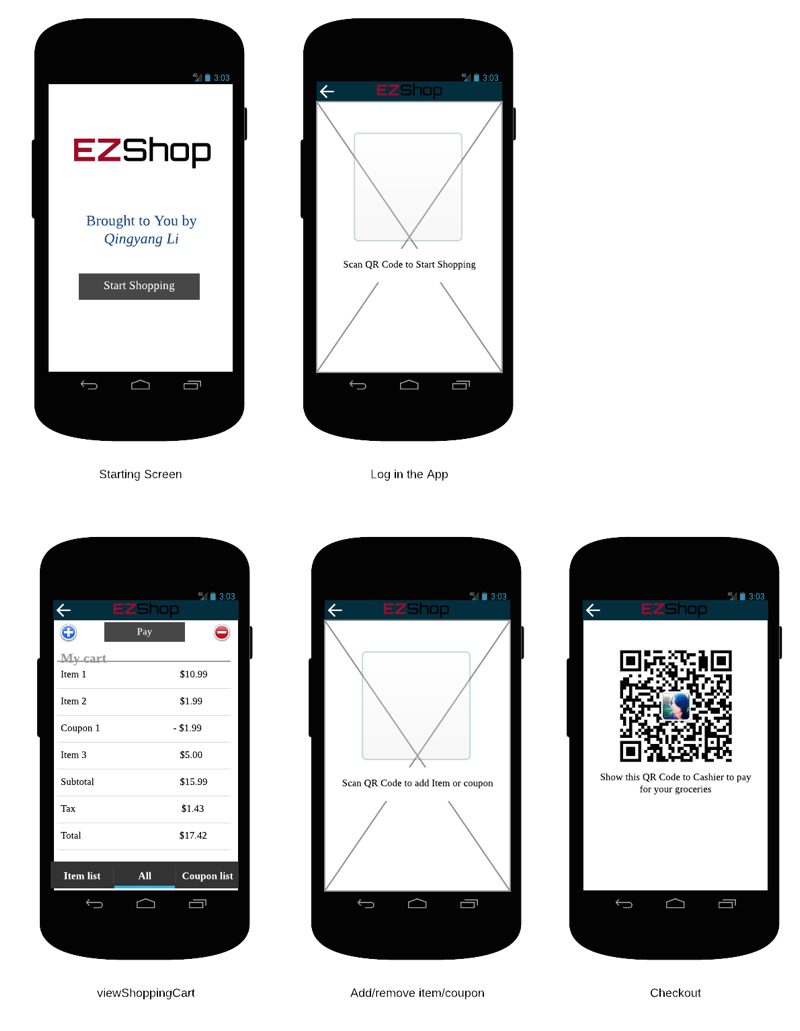 3:03
EZShop
Brought to You by
Qingyang Li
Start Shopping
Starting Screen
3:03
EZShop
Scan QR Code to Start Shopping
Log in the App
3:03
EZShop
Pay
My cart
Item 1 $10.99
Item 2 $1.99
Coupon 1 - $1.99
Item 3 $5.00
Subtotal $15.99
Tax $1.43
Total $17.42
Item list All Coupon list
viewShoppingCart
3:03
EZShop
Scan QR Code to add Item or coupon
Add/remove item/coupon
3:03
EZShop
Show this QR Code to Cashier to pay
for your groceries
Checkout